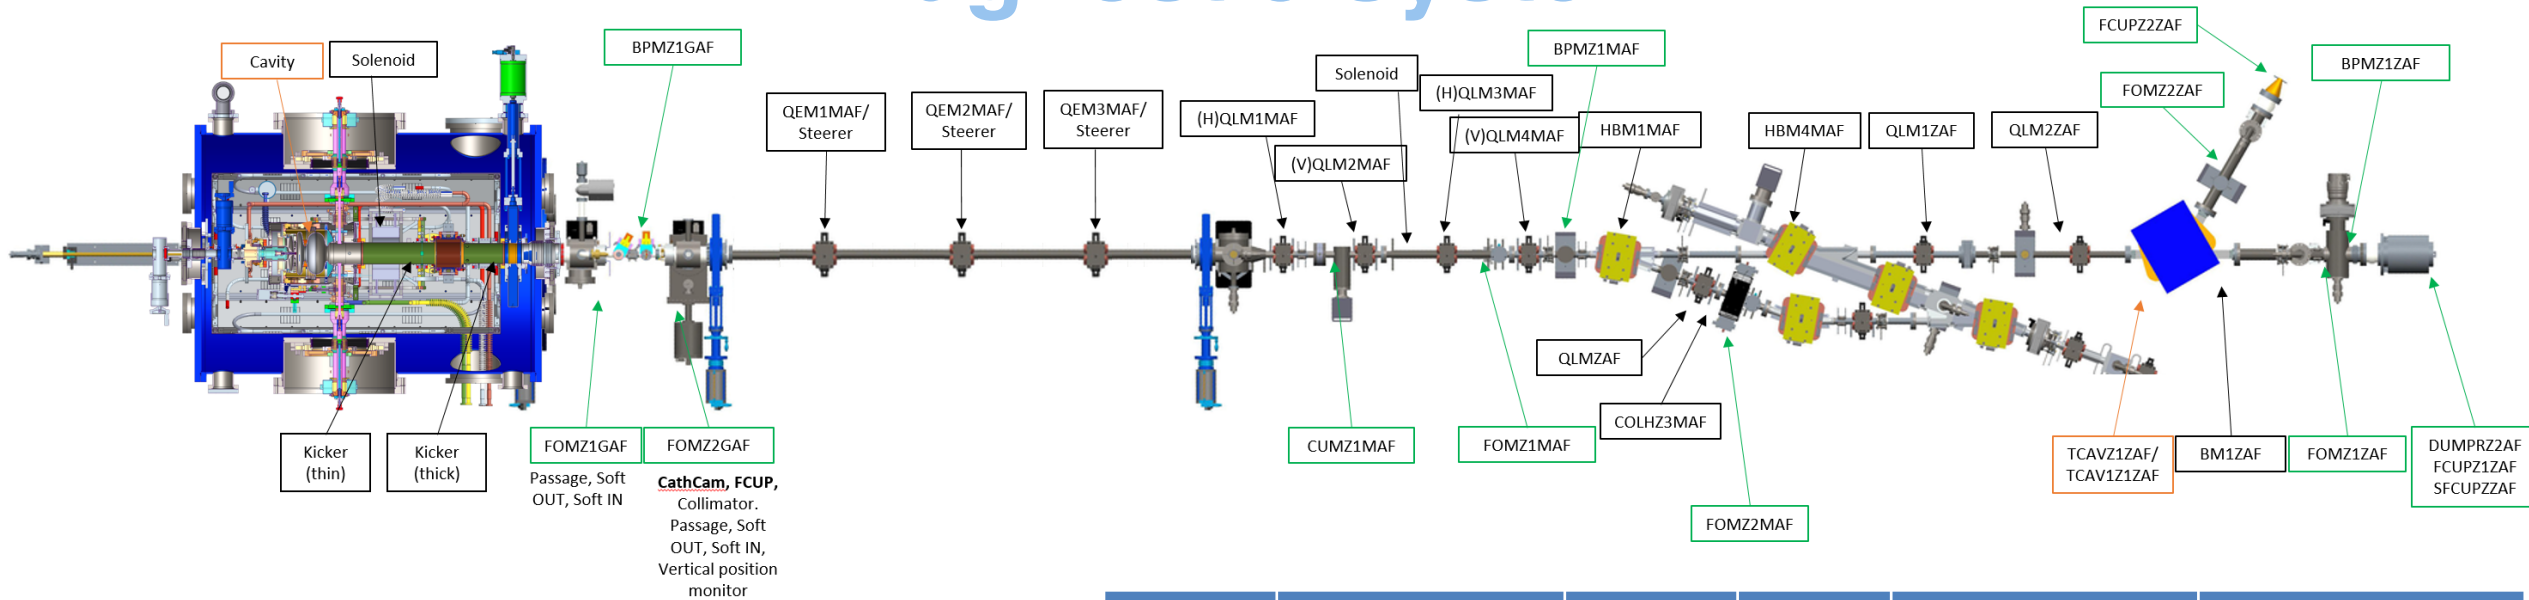 Cavity
Solenoid
BPMZ1GAF
QEM1MAF/
Steerer
QEM2MAF/
Steerer
QEM3MAF/
Steerer
(H)QLM1MAF
(V)QLM2MAF
Solenoid
(H)QLM3MAF
(V)QLM4MAF
BPMZ1MAF
HBM1MAF
HBM4MAF
QLM1ZAF
QLM2ZAF
FCUPZ2ZAF
FOMZ2ZAF
BPMZ1ZAF
Kicker
(thin)
Kicker
(thick)
FOMZ1GAF
Passage, Soft
OUT, Soft IN
FOMZ2GAF
CathCam, FCUP,
Collimator.
Passage, Soft
OUT, Soft IN,
Vertical position
monitor
CUMZ1MAF
FOMZ1MAF
QLMZAF
COLHZ3MAF
FOMZ2MAF
TCAVZ1ZAF/
TCAV1Z1ZAF
BM1ZAF
FOMZ1ZAF
DUMPRZ2AF
FCUPZ1ZAF
SFCUPZZAF